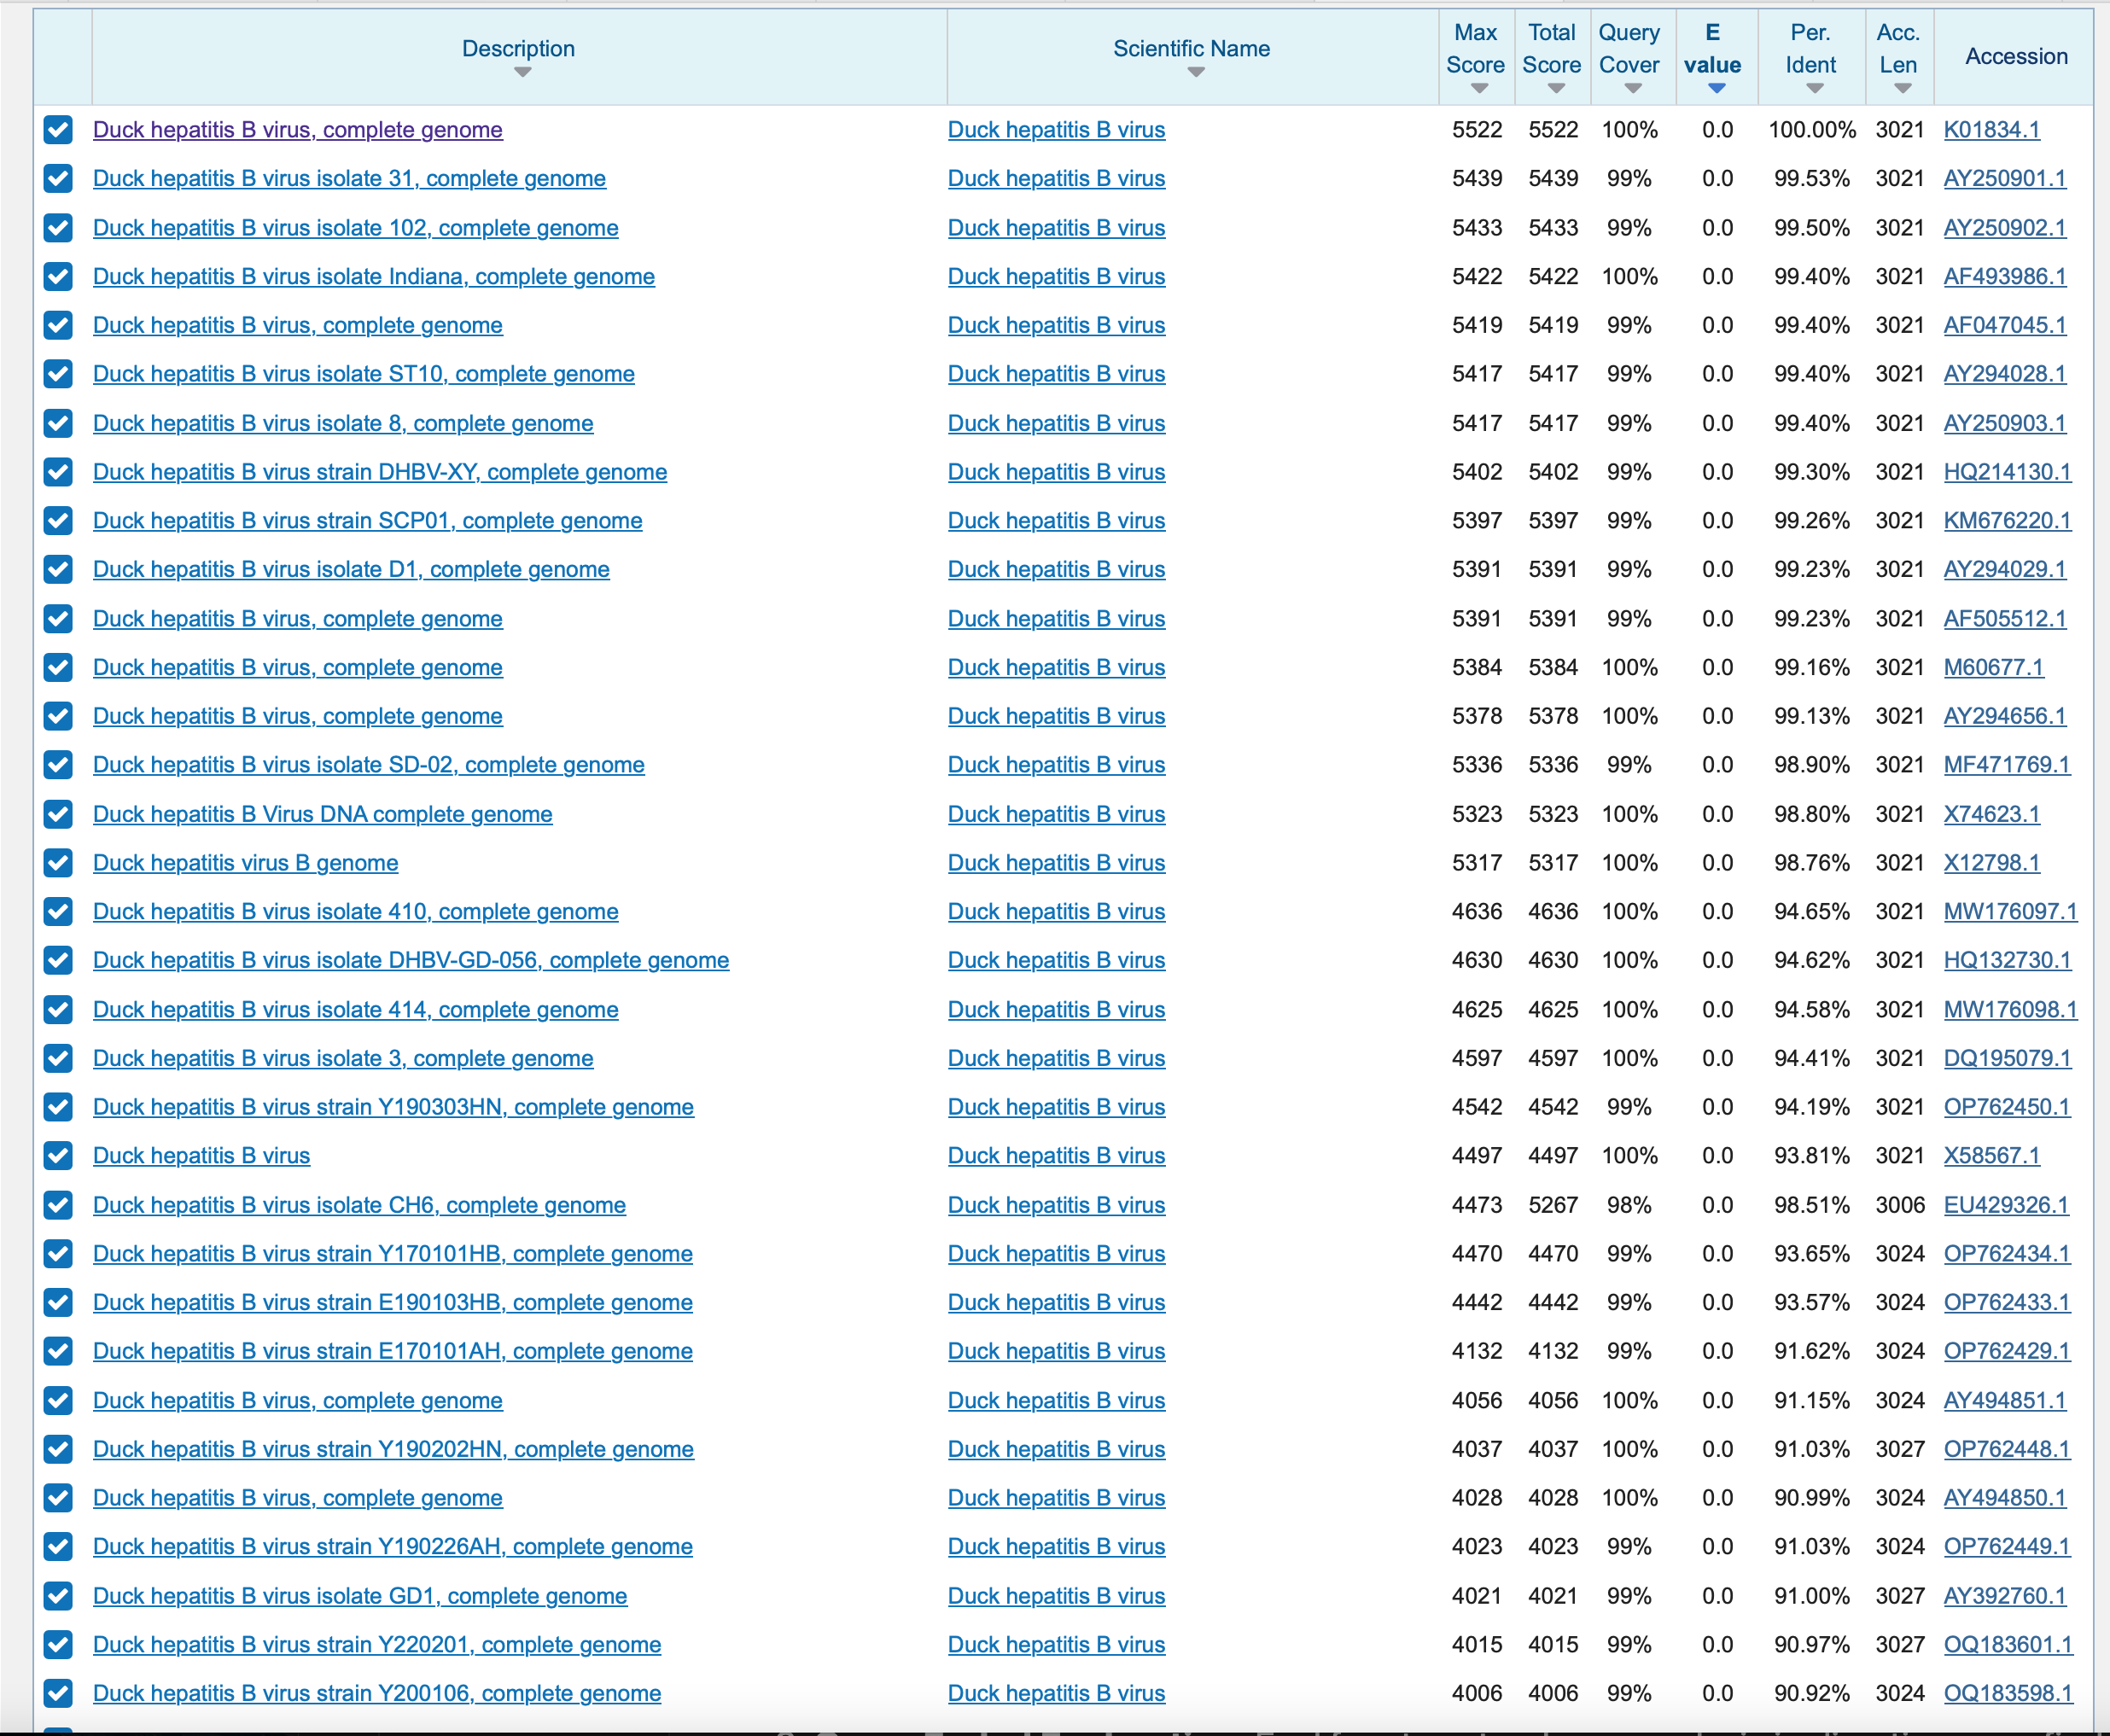 Description Scientific Name Max Score Total Score Query Cover E value Per. Ident Acc. Len Accession
Duck hepatitis B virus, complete genome Duck hepatitis B virus 5522 5522 100% 0.0 100.00% 3021 K01834.1
Duck hepatitis B virus isolate 31, complete genome Duck hepatitis B virus 5439 5439 99% 0.0 99.53% 3021 AY250901.1
Duck hepatitis B virus isolate 102, complete genome Duck hepatitis B virus 5433 5433 99% 0.0 99.50% 3021 AY250902.1
Duck hepatitis B virus isolate Indiana, complete genome Duck hepatitis B virus 5422 5422 100% 0.0 99.40% 3021 AF493986.1
Duck hepatitis B virus, complete genome Duck hepatitis B virus 5419 5419 99% 0.0 99.40% 3021 AF047045.1
Duck hepatitis B virus isolate ST10, complete genome Duck hepatitis B virus 5417 5417 99% 0.0 99.40% 3021 AY294028.1
Duck hepatitis B virus isolate 8, complete genome Duck hepatitis B virus 5417 5417 99% 0.0 99.40% 3021 AY250903.1
Duck hepatitis B virus strain DHBV-XY, complete genome Duck hepatitis B virus 5402 5402 99% 0.0 99.30% 3021 HQ214130.1
Duck hepatitis B virus strain SCP01, complete genome Duck hepatitis B virus 5397 5397 99% 0.0 99.26% 3021 KM676220.1
Duck hepatitis B virus isolate D1, complete genome Duck hepatitis B virus 5391 5391 99% 0.0 99.23% 3021 AY294029.1
Duck hepatitis B virus, complete genome Duck hepatitis B virus 5391 5391 99% 0.0 99.23% 3021 AF505512.1
Duck hepatitis B virus, complete genome Duck hepatitis B virus 5384 5384 100% 0.0 99.16% 3021 M60677.1
Duck hepatitis B virus, complete genome Duck hepatitis B virus 5378 5378 100% 0.0 99.13% 3021 AY294656.1
Duck hepatitis B virus isolate SD-02, complete genome Duck hepatitis B virus 5336 5336 99% 0.0 98.90% 3021 MF471769.1
Duck hepatitis B Virus DNA complete genome Duck hepatitis B virus 5323 5323 100% 0.0 98.80% 3021 X74623.1
Duck hepatitis virus B genome Duck hepatitis B virus 5317 5317 100% 0.0 98.76% 3021 X12798.1
Duck hepatitis B virus isolate 410, complete genome Duck hepatitis B virus 4636 4636 100% 0.0 94.65% 3021 MW176097.1
Duck hepatitis B virus isolate DHBV-GD-056, complete genome Duck hepatitis B virus 4630 4630 100% 0.0 94.62% 3021 HQ132730.1
Duck hepatitis B virus isolate 414, complete genome Duck hepatitis B virus 4625 4625 100% 0.0 94.58% 3021 MW176098.1
Duck hepatitis B virus isolate 3, complete genome Duck hepatitis B virus 4597 4597 100% 0.0 94.41% 3021 DQ195079.1
Duck hepatitis B virus strain Y190303HN, complete genome Duck hepatitis B virus 4542 4542 99% 0.0 94.19% 3021 OP762450.1
Duck hepatitis B virus Duck hepatitis B virus 4497 4497 100% 0.0 93.81% 3021 X58567.1
Duck hepatitis B virus isolate CH6, complete genome Duck hepatitis B virus 4473 5267 98% 0.0 98.51% 3006 EU429326.1
Duck hepatitis B virus strain Y170101HB, complete genome Duck hepatitis B virus 4470 4470 99% 0.0 93.65% 3024 OP762434.1
Duck hepatitis B virus strain E190103HB, complete genome Duck hepatitis B virus 4442 4442 99% 0.0 93.57% 3024 OP762433.1
Duck hepatitis B virus strain E170101AH, complete genome Duck hepatitis B virus 4132 4132 99% 0.0 91.62% 3024 OP762429.1
Duck hepatitis B virus, complete genome Duck hepatitis B virus 4056 4056 100% 0.0 91.15% 3024 AY494851.1
Duck hepatitis B virus strain Y190202HN, complete genome Duck hepatitis B virus 4037 4037 100% 0.0 91.03% 3027 OP762448.1
Duck hepatitis B virus, complete genome Duck hepatitis B virus 4028 4028 100% 0.0 90.99% 3024 AY494850.1
Duck hepatitis B virus strain Y190226AH, complete genome Duck hepatitis B virus 4023 4023 99% 0.0 91.03% 3024 OP762449.1
Duck hepatitis B virus isolate GD1, complete genome Duck hepatitis B virus 4021 4021 99% 0.0 91.00% 3027 AY392760.1
Duck hepatitis B virus strain Y220201, complete genome Duck hepatitis B virus 4015 4015 99% 0.0 90.97% 3027 OQ183601.1
Duck hepatitis B virus strain Y200106, complete genome Duck hepatitis B virus 4006 4006 99% 0.0 90.92% 3024 OQ183598.1